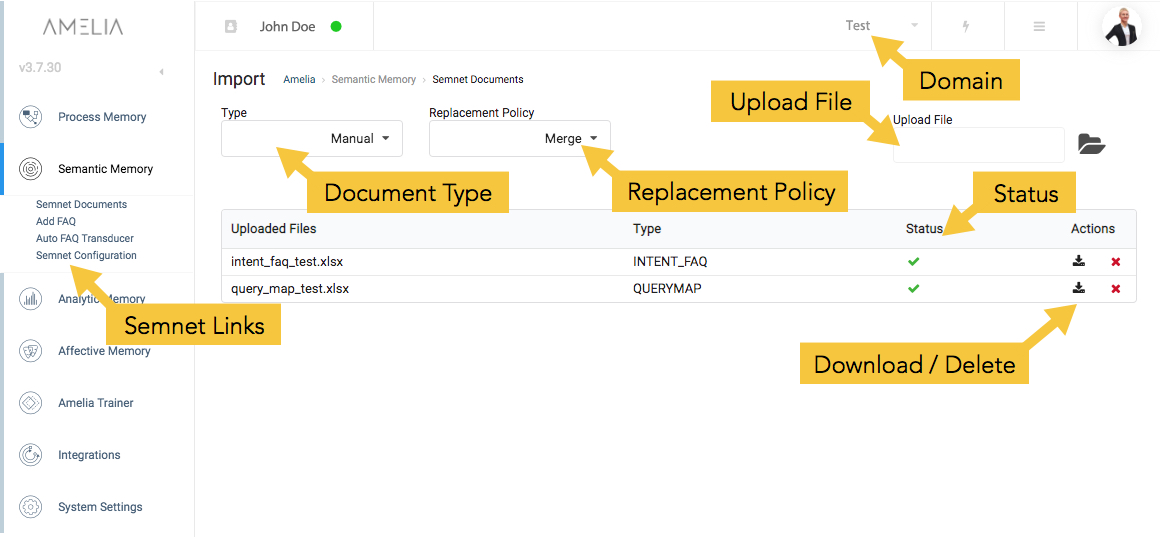 AMELIA
John Doe
Test
v3.7.30
Domain
Import Amelia › Semantic Memory › Semnet Documents
Upload File
Type
Replacement Policy
Upload File
Process Memory
Manual
Merge
Semantic Memory
Document Type
Replacement Policy
Status
Semnet Documents
Add FAQ
Auto FAQ Transducer
Semnet Configuration
Uploaded Files Type Status Actions
intent_faq_test.xlsx INTENT_FAQ
query_map_test.xlsx QUERYMAP
Analytic Memory
Semnet Links
Affective Memory
Download / Delete
Amelia Trainer
Integrations
System Settings